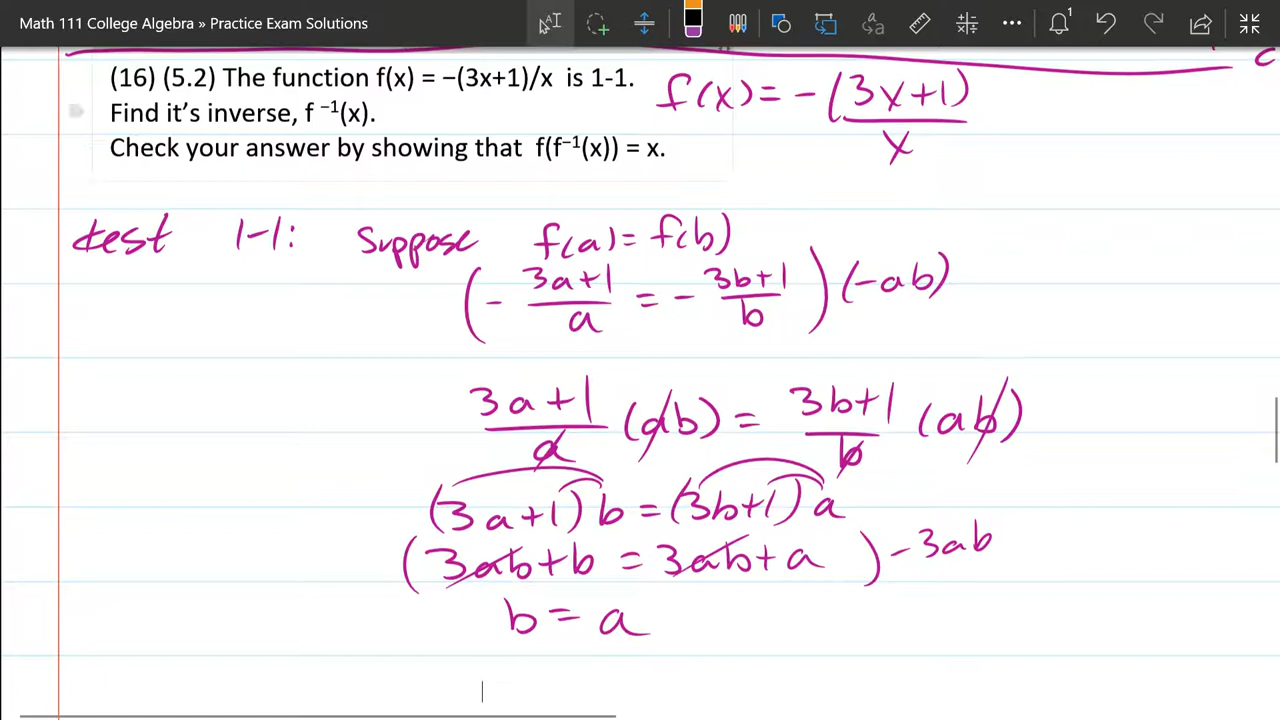 Math 111 College Algebra » Practice Exam Solutions
(16) (5.2) The function f(x) = −(3x+1)/x is 1-1.
Find it’s inverse, f ⁻¹(x).
Check your answer by showing that f(f⁻¹(x)) = x.
f(x) = -(3x+1)/x
test 1-1: Suppose f(a) = f(b)
(- (3a+1)/a = - (3b+1)/b) (-ab)
(3a+1)/a (ab) = (3b+1)/b (ab)
(3a+1)b = (3b+1)a
(3ab+b = 3ab+a) -3ab
b = a